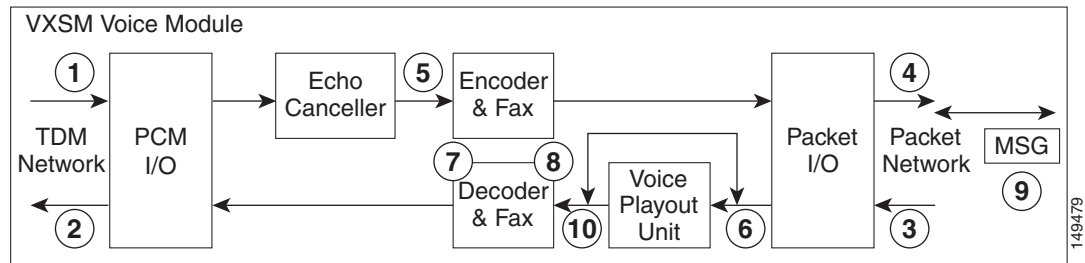 VXSM Voice Module
1
5
4
Echo
Canceller
Encoder
& Fax
TDM
Network
PCM
I/O
Packet
I/O
Packet
Network
MSG
7
8
9
Decoder
& Fax
Voice
Playout
Unit
2
10
6
3
149479